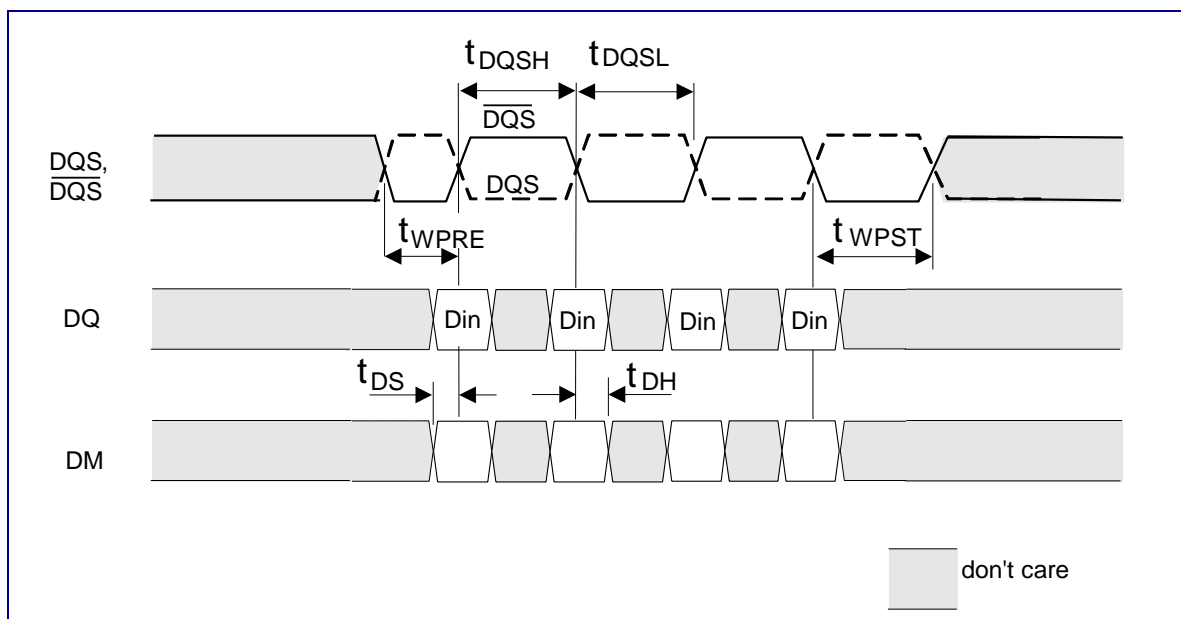 tDQSH tDQSL
DQS
DQS,
DQS
DQS
tWPRE tWPST
DQ Din Din Din Din
tDS tDH
DM
don't care